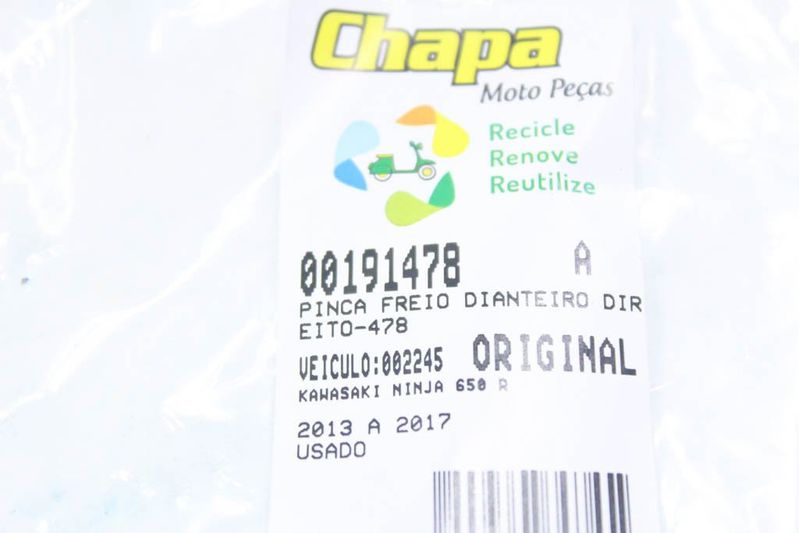 Chapa
Moto Peças
Recicle
Renove
Reutilize
00191478 A
PINCA FREIO DIANTEIRO DIR
EITO-478
VEICULO:002245 ORIGINAL
KAWASAKI NINJA 650 R
2013 A 2017
USADO